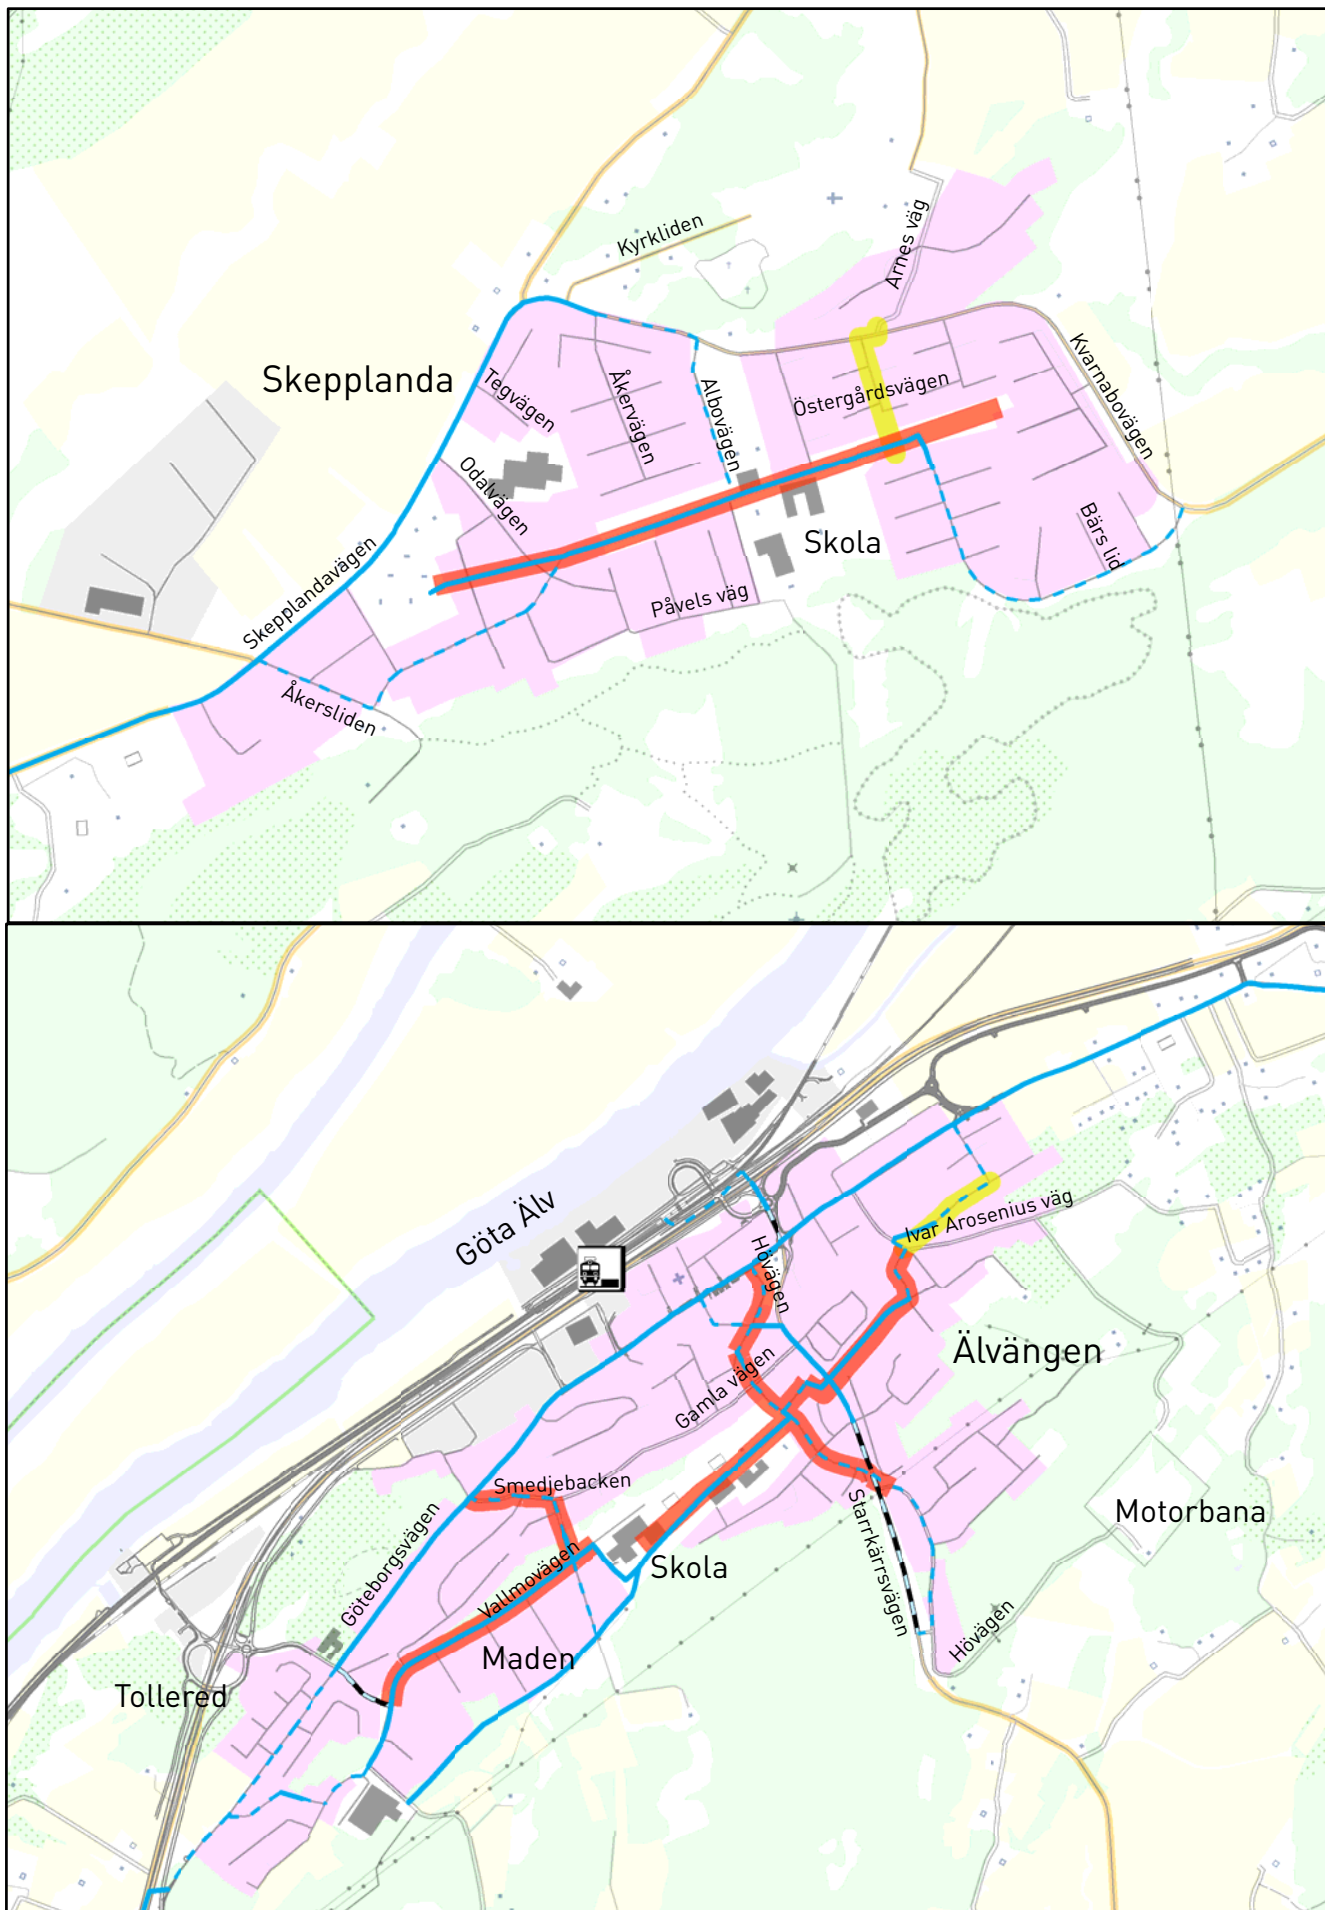 Kyrkliden
Arnes väg
Skepplanda
Tegvägen
Åkervägen
Albovägen
Östergårdsvägen
Kvarnabovägen
Odalvägen
Skola
Bärs lid
Skepplandavägen
Påvels väg
Åkersliden
Göta Älv
Hövägen
Ivar Arosenius väg
Älvängen
Gamla vägen
Smedjebacken
Göteborgsvägen
Vallmovägen
Skola
Starrkärrsvägen
Motorbana
Maden
Hövägen
Tollered